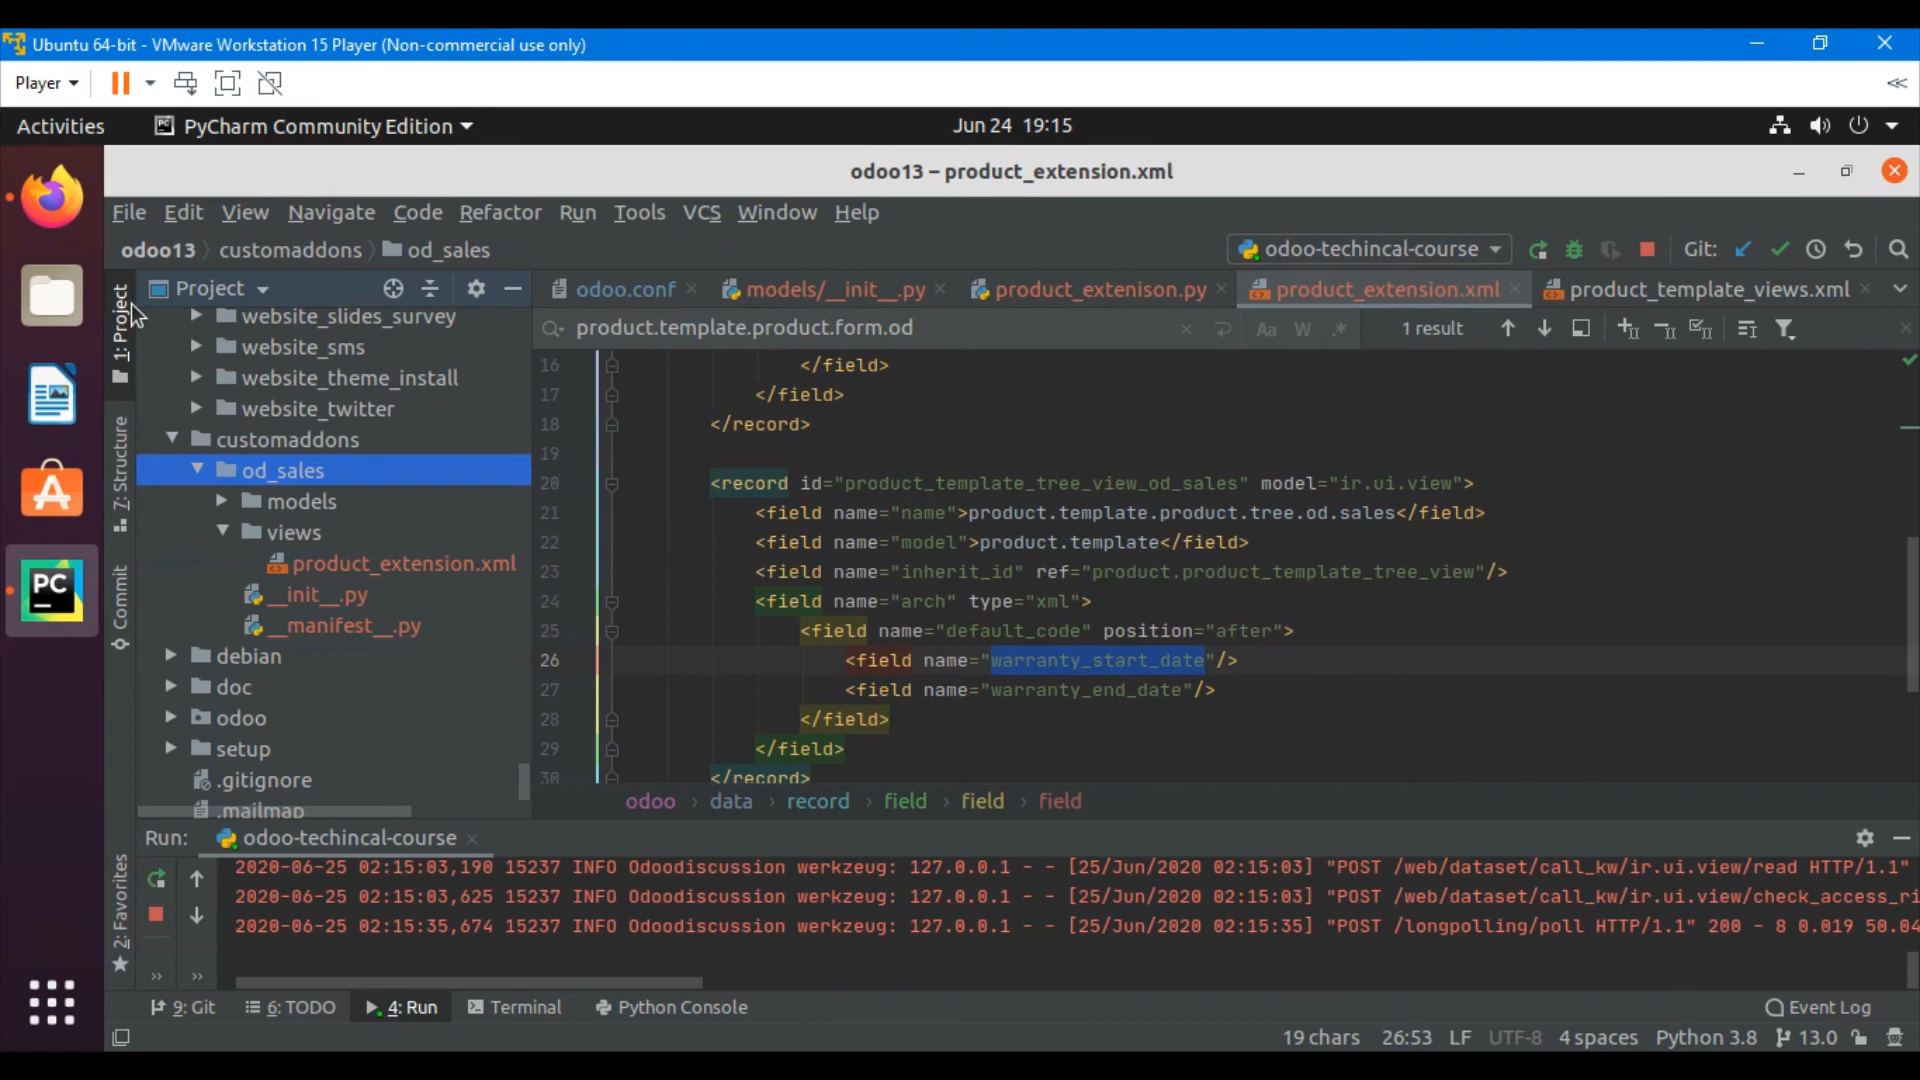 Ubuntu 64-bit - VMware Workstation 15 Player (Non-commercial use only)
Player
Activities PyCharm Community Edition Jun 24 19:15
odoo13 – product_extension.xml
File Edit View Navigate Code Refactor Run Tools VCS Window Help
odoo13 customaddons od_sales odoo-techincal-course Git:
1: Project
7: Structure
Commit
2: Favorites
Project
website_slides_survey
website_sms
website_theme_install
website_twitter
customaddons
od_sales
models
views
product_extension.xml
__init__.py
__manifest__.py
debian
doc
odoo
setup
.gitignore
.mailmap
odoo.conf models/__init__.py product_extenison.py product_extension.xml product_template_views.xml
product.template.product.form.od Aa W .* 1 result
16 </field>
17 </field>
18 </record>
19
20 <record id="product_template_tree_view_od_sales" model="ir.ui.view">
21 <field name="name">product.template.product.tree.od.sales</field>
22 <field name="model">product.template</field>
23 <field name="inherit_id" ref="product.product_template_tree_view"/>
24 <field name="arch" type="xml">
25 <field name="default_code" position="after">
26 <field name="warranty_start_date"/>
27 <field name="warranty_end_date"/>
28 </field>
29 </field>
30 </record>
odoo › data › record › field › field › field
Run: odoo-techincal-course
2020-06-25 02:15:03,190 15237 INFO Odoodiscussion werkzeug: 127.0.0.1 - - [25/Jun/2020 02:15:03] "POST /web/dataset/call_kw/ir.ui.view/read HTTP/1.1"
2020-06-25 02:15:03,625 15237 INFO Odoodiscussion werkzeug: 127.0.0.1 - - [25/Jun/2020 02:15:03] "POST /web/dataset/call_kw/ir.ui.view/check_access_ri
2020-06-25 02:15:35,674 15237 INFO Odoodiscussion werkzeug: 127.0.0.1 - - [25/Jun/2020 02:15:35] "POST /longpolling/poll HTTP/1.1" 200 - 8 0.019 50.04
9: Git 6: TODO 4: Run Terminal Python Console Event Log
19 chars 26:53 LF UTF-8 4 spaces Python 3.8 13.0